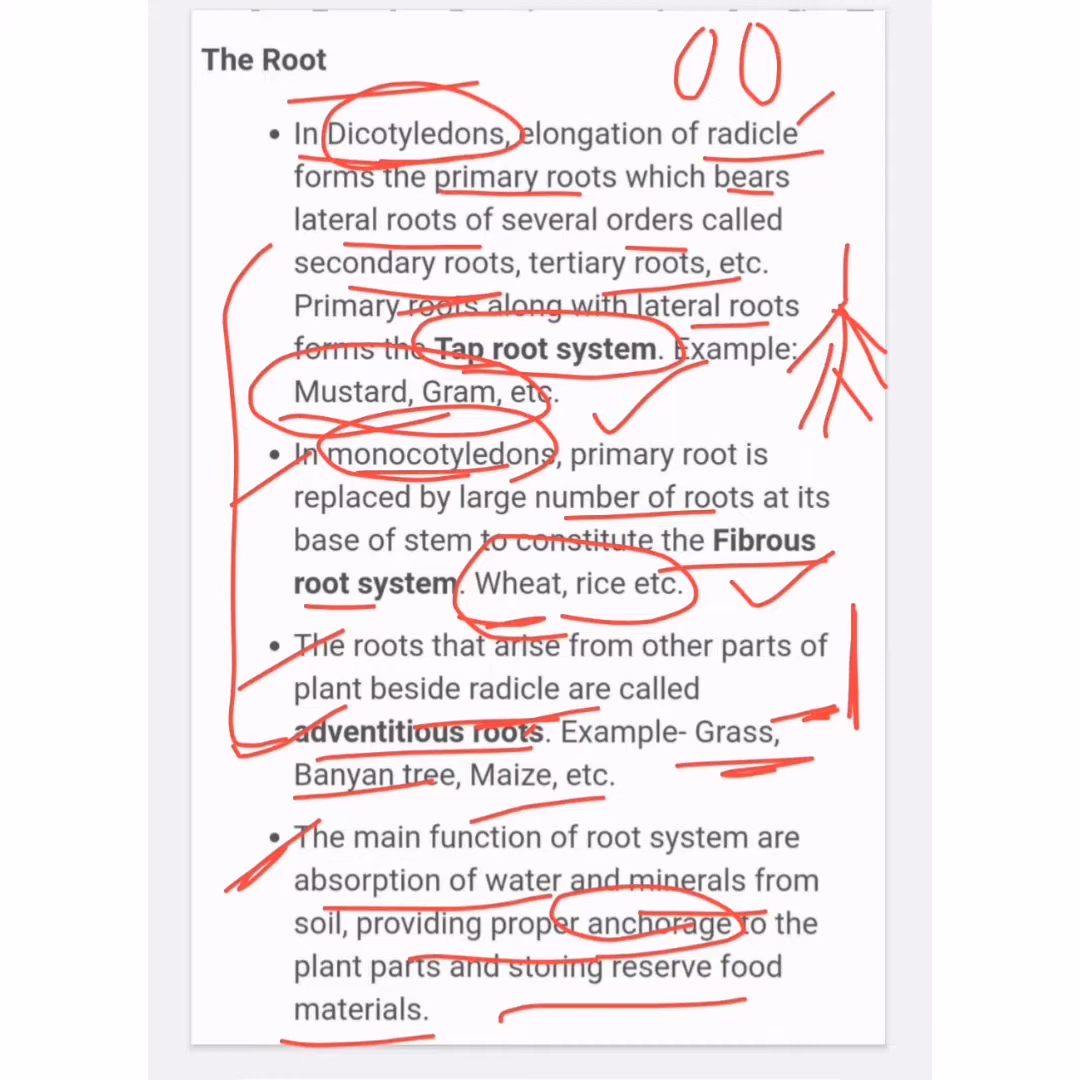 The Root
• In Dicotyledons, elongation of radicle
forms the primary roots which bears
lateral roots of several orders called
secondary roots, tertiary roots, etc.
Primary roots along with lateral roots
forms the Tap root system. Example:
Mustard, Gram, etc.
• In monocotyledons, primary root is
replaced by large number of roots at its
base of stem to constitute the Fibrous
root system. Wheat, rice etc.
• The roots that arise from other parts of
plant beside radicle are called
adventitious roots. Example- Grass,
Banyan tree, Maize, etc.
• The main function of root system are
absorption of water and minerals from
soil, providing proper anchorage to the
plant parts and storing reserve food
materials.